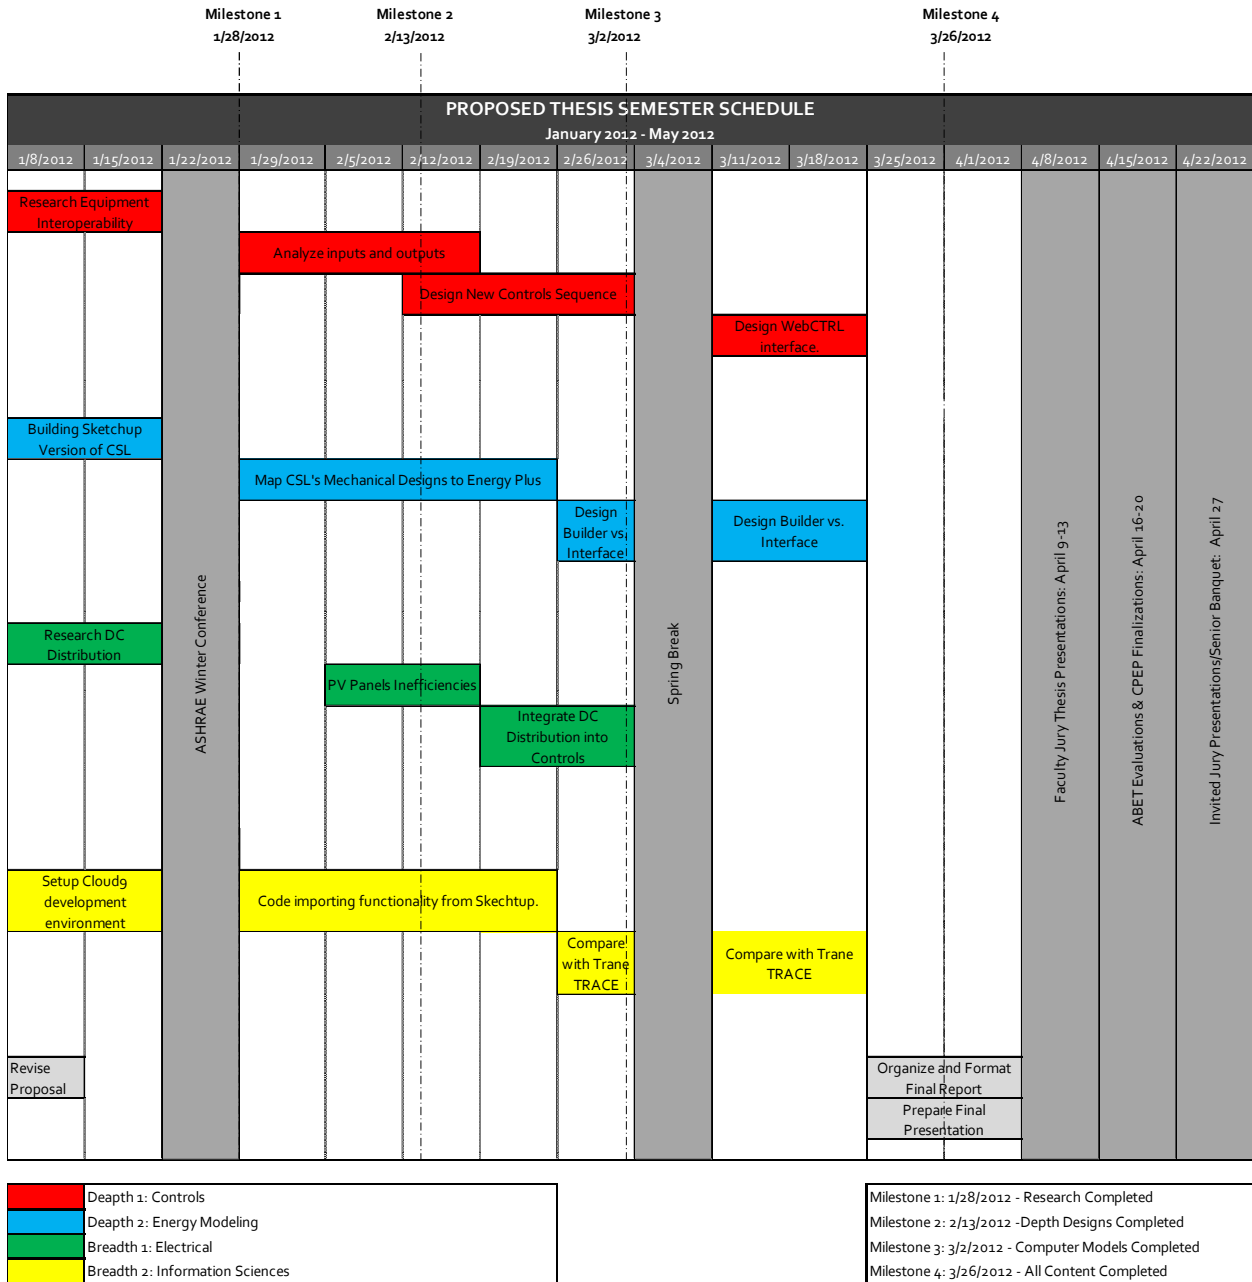 Milestone 1
1/28/2012
Milestone 2
2/13/2012
Milestone 3
3/2/2012
Milestone 4
3/26/2012
PROPOSED THESIS SEMESTER SCHEDULE
January 2012 - May 2012
1/8/2012 1/15/2012 1/22/2012 1/29/2012 2/5/2012 2/12/2012 2/19/2012 2/26/2012 3/4/2012 3/11/2012 3/18/2012 3/25/2012 4/1/2012 4/8/2012 4/15/2012 4/22/2012
Research Equipment
Interoperability
Analyze inputs and outputs
Design New Controls Sequence
Design WebCTRL
interface.
Building Sketchup
Version of CSL
Map CSL's Mechanical Designs to Energy Plus
Design
Builder vs.
Interface
Design Builder vs.
Interface
Research DC
Distribution
PV Panels Inefficiencies
Integrate DC
Distribution into
Controls
Setup Cloud9
development
environment
Code importing functionality from Skechtup.
Compare
with Trane
TRACE
Compare with Trane
TRACE
Revise
Proposal
Organize and Format
Final Report
Prepare Final
Presentation
ASHRAE Winter Conference
Spring Break
Faculty Jury Thesis Presentations: April 9-13
ABET Evaluations & CPEP Finalizations: April 16-20
Invited Jury Presentations/Senior Banquet: April 27
Deapth 1: Controls
Deapth 2: Energy Modeling
Breadth 1: Electrical
Breadth 2: Information Sciences
Milestone 1: 1/28/2012 - Research Completed
Milestone 2: 2/13/2012 -Depth Designs Completed
Milestone 3: 3/2/2012 - Computer Models Completed
Milestone 4: 3/26/2012 - All Content Completed